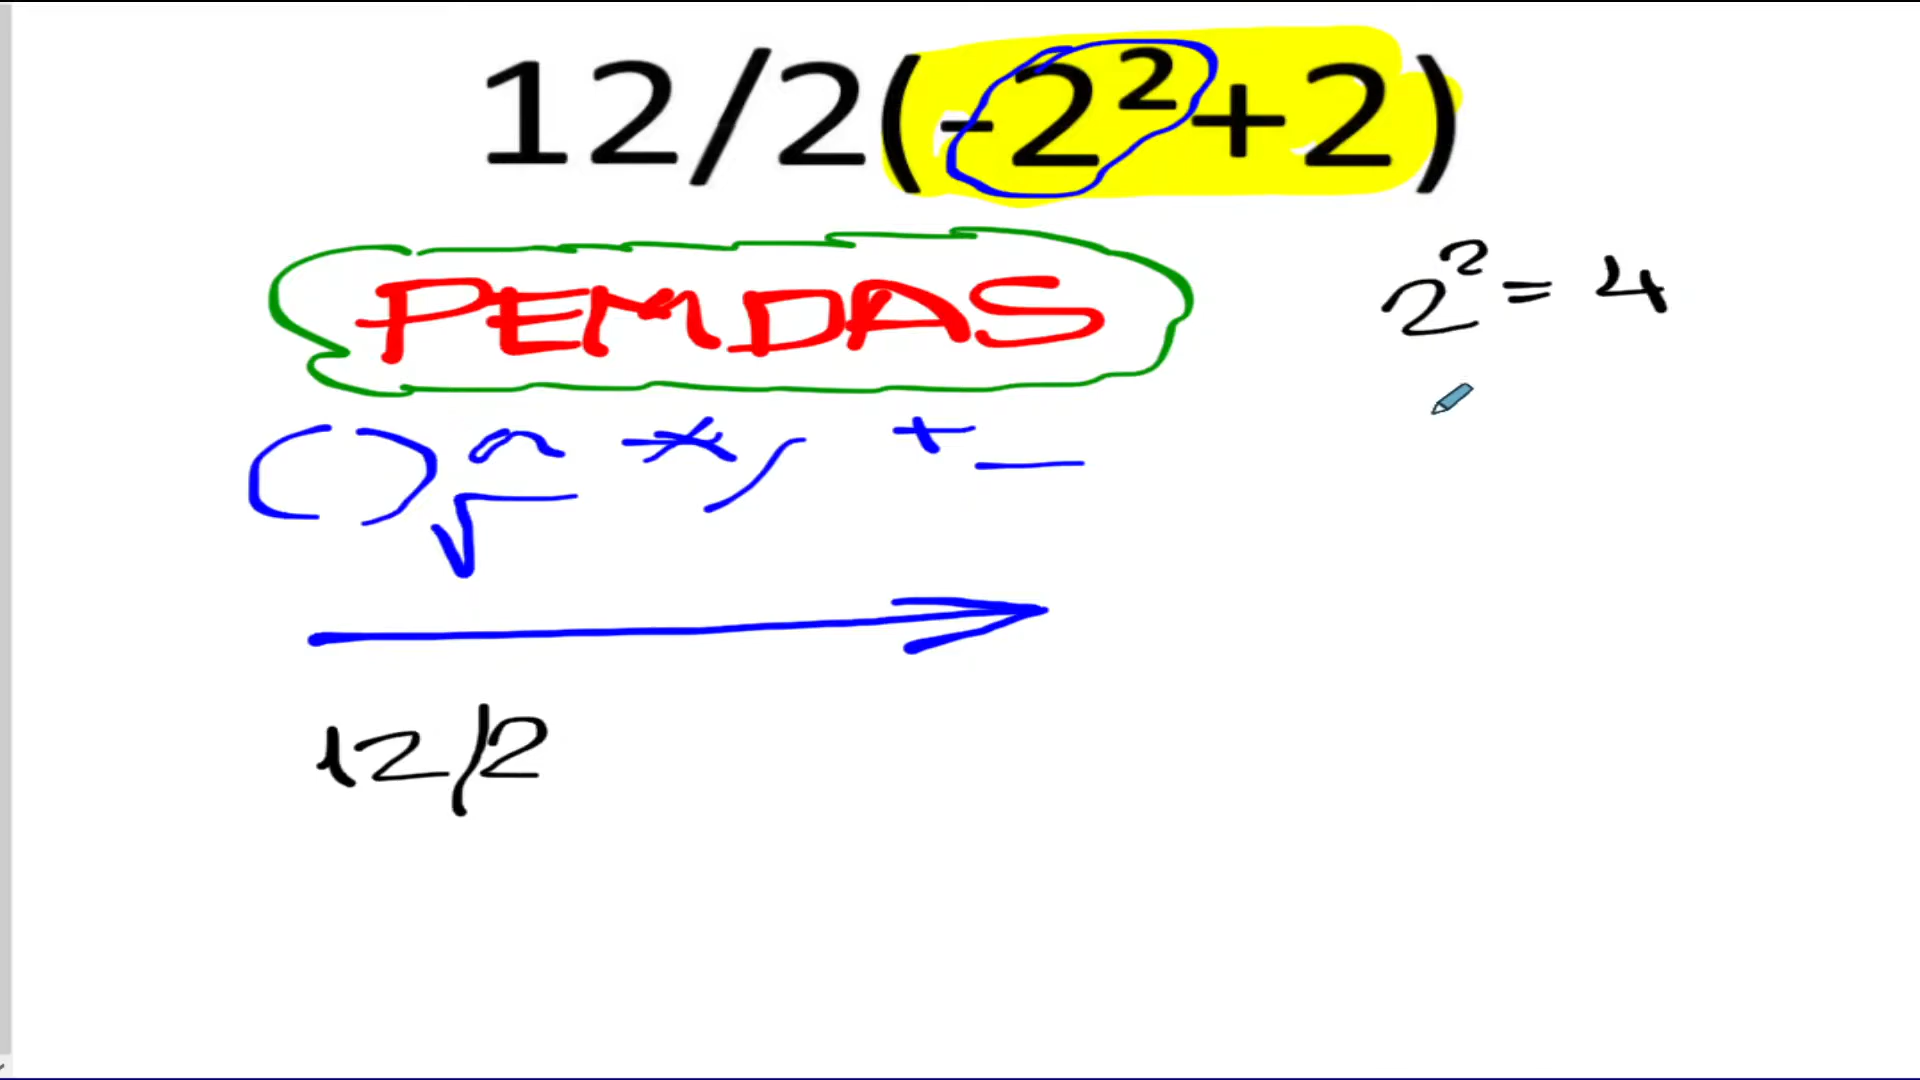 12/2(-2²+2)
PEMDAS
2² = 4
( ) ^ √ * / + -
12/2